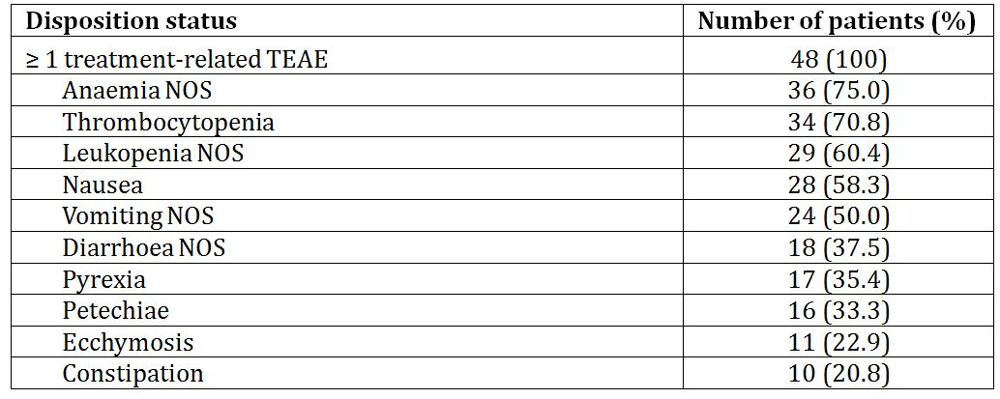 Disposition status Number of patients (%)
≥ 1 treatment-related TEAE 48 (100)
Anaemia NOS 36 (75.0)
Thrombocytopenia 34 (70.8)
Leukopenia NOS 29 (60.4)
Nausea 28 (58.3)
Vomiting NOS 24 (50.0)
Diarrhoea NOS 18 (37.5)
Pyrexia 17 (35.4)
Petechiae 16 (33.3)
Ecchymosis 11 (22.9)
Constipation 10 (20.8)